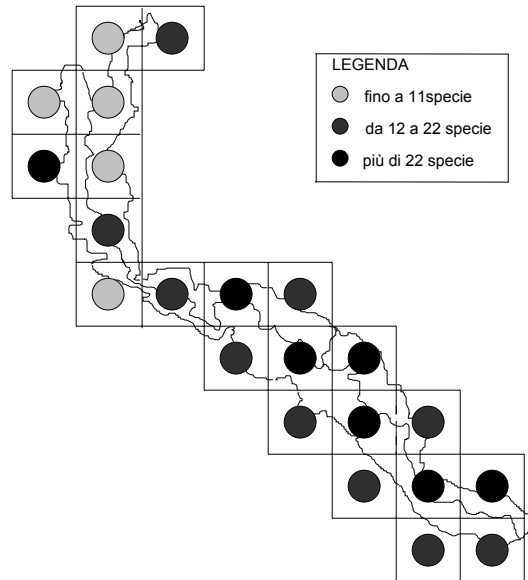 LEGENDA
fino a 11specie
da 12 a 22 specie
più di 22 specie